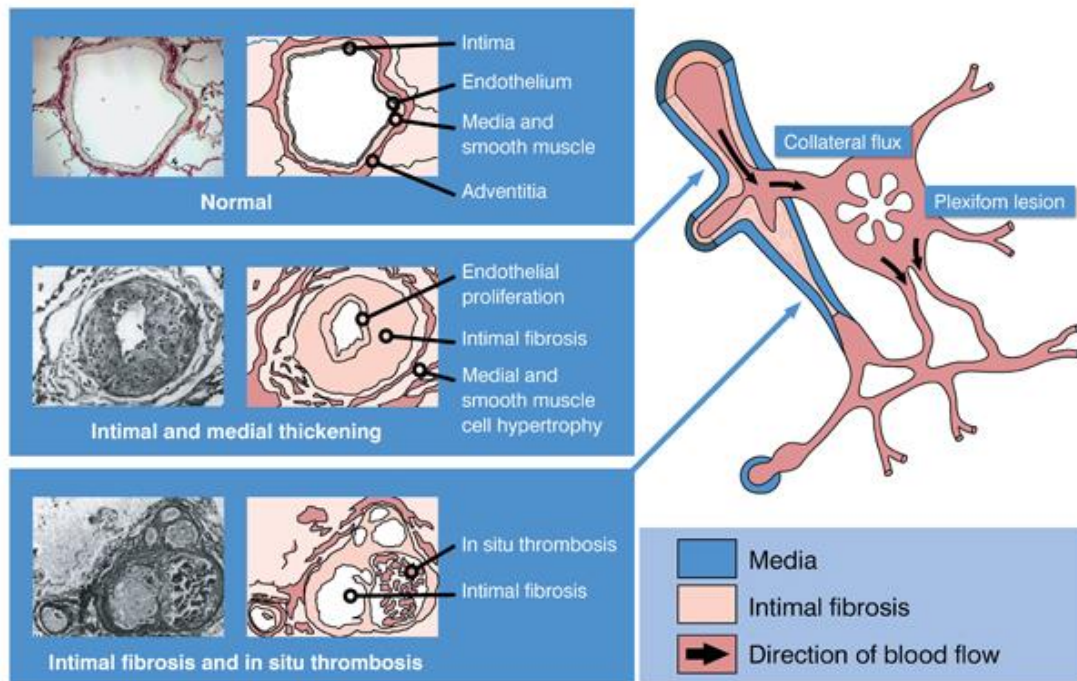 Intima
Endothelium
Media and
smooth muscle
Adventitia
Normal
Endothelial
proliferation
Intimal fibrosis
Medial and
smooth muscle
cell hypertrophy
Intimal and medial thickening
In situ thrombosis
Intimal fibrosis
Intimal fibrosis and in situ thrombosis
Collateral flux
Plexifom lesion
Media
Intimal fibrosis
Direction of blood flow